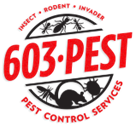 INSECT • RODENT • INVADER
603•PEST
PEST CONTROL SERVICES